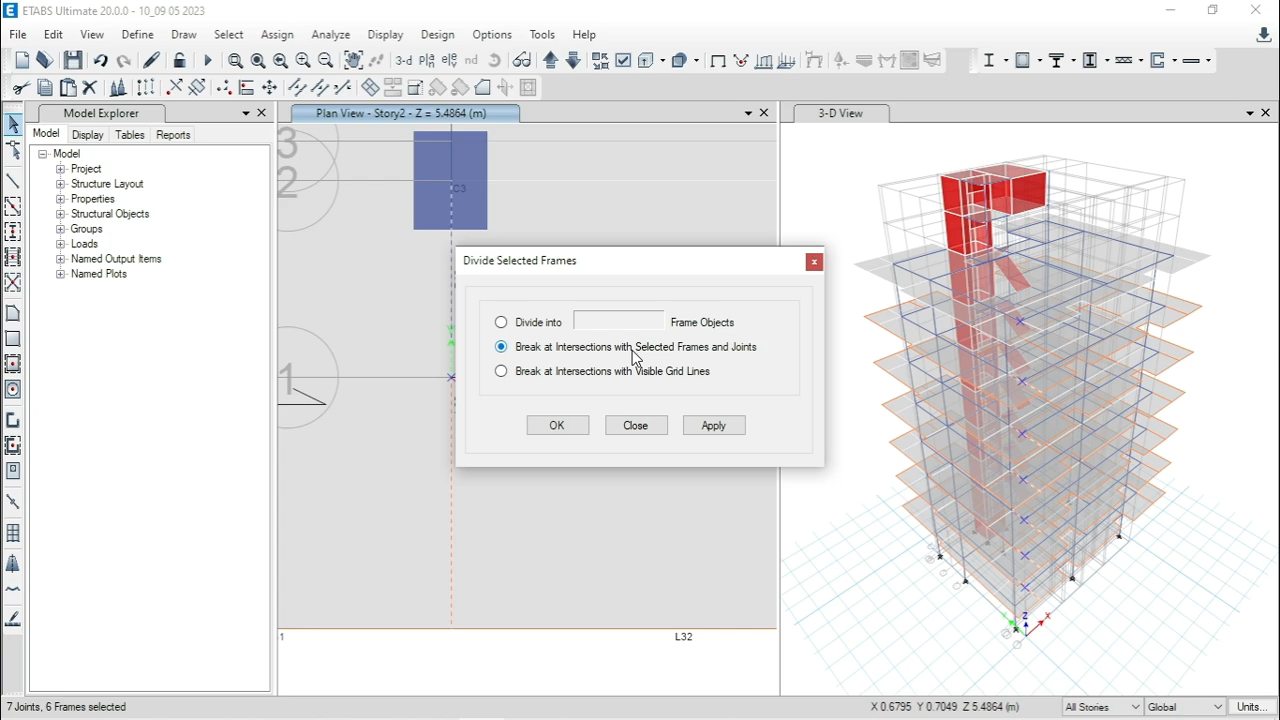 ETABS Ultimate 20.0.0 - 10_09 05 2023
File Edit View Define Draw Select Assign Analyze Display Design Options Tools Help
3-d
nd
Model Explorer
Plan View - Story2 - Z = 5.4864 (m)
3-D View
Model Display Tables Reports
Model
Project
Structure Layout
Properties
Structural Objects
Groups
Loads
Named Output Items
Named Plots
3
2
C3
1
Divide Selected Frames
Divide into Frame Objects
Break at Intersections with Selected Frames and Joints
Break at Intersections with Visible Grid Lines
OK Close Apply
1
L32
Z
X
7 Joints, 6 Frames selected
X 0.6795 Y 0.7049 Z 5.4864 (m)
All Stories
Global
Units...